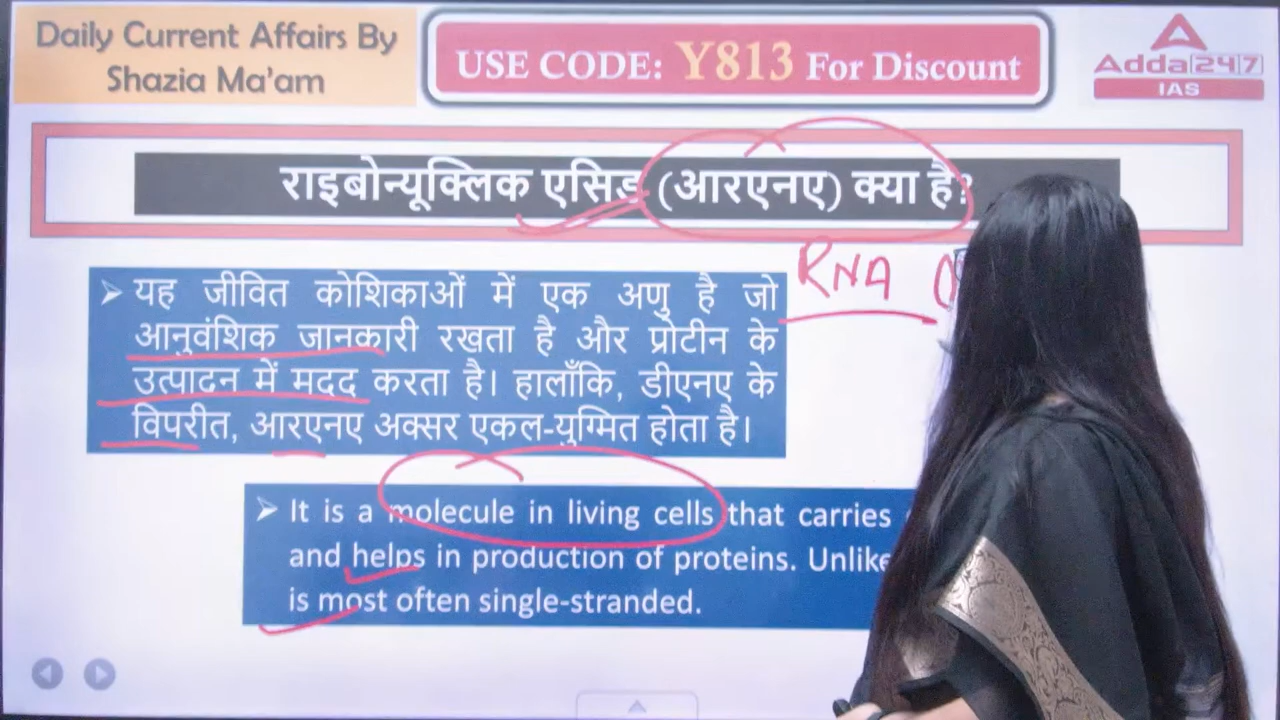 Daily Current Affairs By
Shazia Ma'am
USE CODE: Y813 For Discount
Adda 247
IAS
राइबोन्यूक्लिक एसिड (आरएनए) क्या है?
RNA
➢ यह जीवित कोशिकाओं में एक अणु है जो
आनुवंशिक जानकारी रखता है और प्रोटीन के
उत्पादन में मदद करता है। हालाँकि, डीएनए के
विपरीत, आरएनए अक्सर एकल-युग्मित होता है।
➢ It is a molecule in living cells that carries
and helps in production of proteins. Unlike
is most often single-stranded.